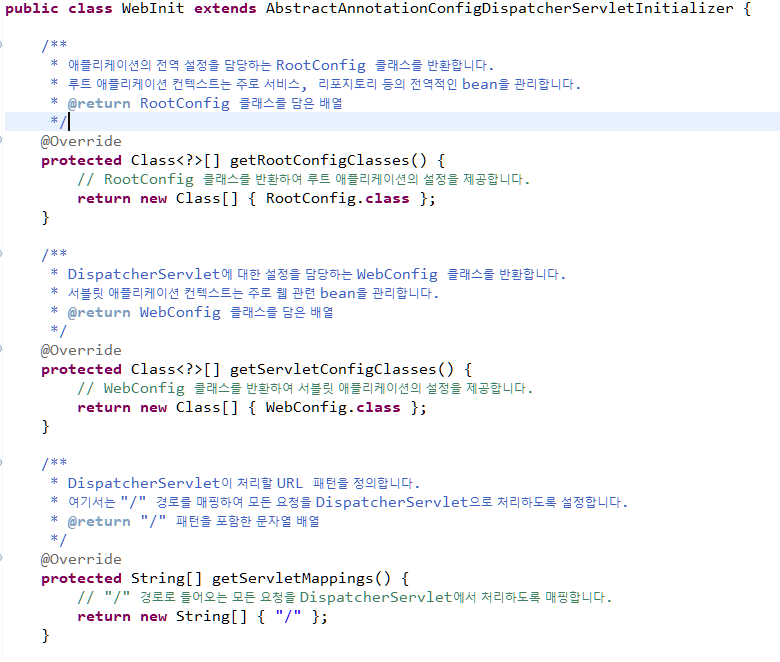 public class WebInit extends AbstractAnnotationConfigDispatcherServletInitializer {
/**
* 애플리케이션의 전역 설정을 담당하는 RootConfig 클래스를 반환합니다.
* 루트 애플리케이션 컨텍스트는 주로 서비스, 리포지토리 등의 전역적인 bean을 관리합니다.
* @return RootConfig 클래스를 담은 배열
*/
@Override
protected Class<?>[] getRootConfigClasses() {
// RootConfig 클래스를 반환하여 루트 애플리케이션의 설정을 제공합니다.
return new Class[] { RootConfig.class };
}
/**
* DispatcherServlet에 대한 설정을 담당하는 WebConfig 클래스를 반환합니다.
* 서블릿 애플리케이션 컨텍스트는 주로 웹 관련 bean을 관리합니다.
* @return WebConfig 클래스를 담은 배열
*/
@Override
protected Class<?>[] getServletConfigClasses() {
// WebConfig 클래스를 반환하여 서블릿 애플리케이션의 설정을 제공합니다.
return new Class[] { WebConfig.class };
}
/**
* DispatcherServlet이 처리할 URL 패턴을 정의합니다.
* 여기서는 "/" 경로를 매핑하여 모든 요청을 DispatcherServlet으로 처리하도록 설정합니다.
* @return "/" 패턴을 포함한 문자열 배열
*/
@Override
protected String[] getServletMappings() {
// "/" 경로로 들어오는 모든 요청을 DispatcherServlet에서 처리하도록 매핑합니다.
return new String[] { "/" };
}